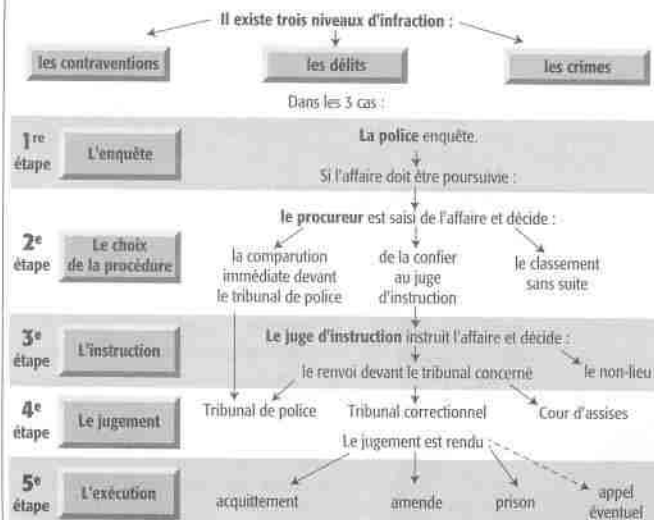 Il existe trois niveaux d'infraction :
les contraventions
les délits
les crimes
Dans les 3 cas :
1re
étape
L'enquête
La police enquête.
Si l'affaire doit être poursuivie :
le procureur est saisi de l'affaire et décide :
2e
étape
Le choix
de la procédure
la comparution
immédiate devant
le tribunal de police
de la confier
au juge
d'instruction
le classement
sans suite
3e
étape
L'instruction
Le juge d'instruction instruit l'affaire et décide :
le renvoi devant le tribunal concerné
le non-lieu
4e
étape
Le jugement
Tribunal de police
Tribunal correctionnel
Cour d'assises
Le jugement est rendu :
5e
étape
L'exécution
acquittement
amende
prison
appel
éventuel